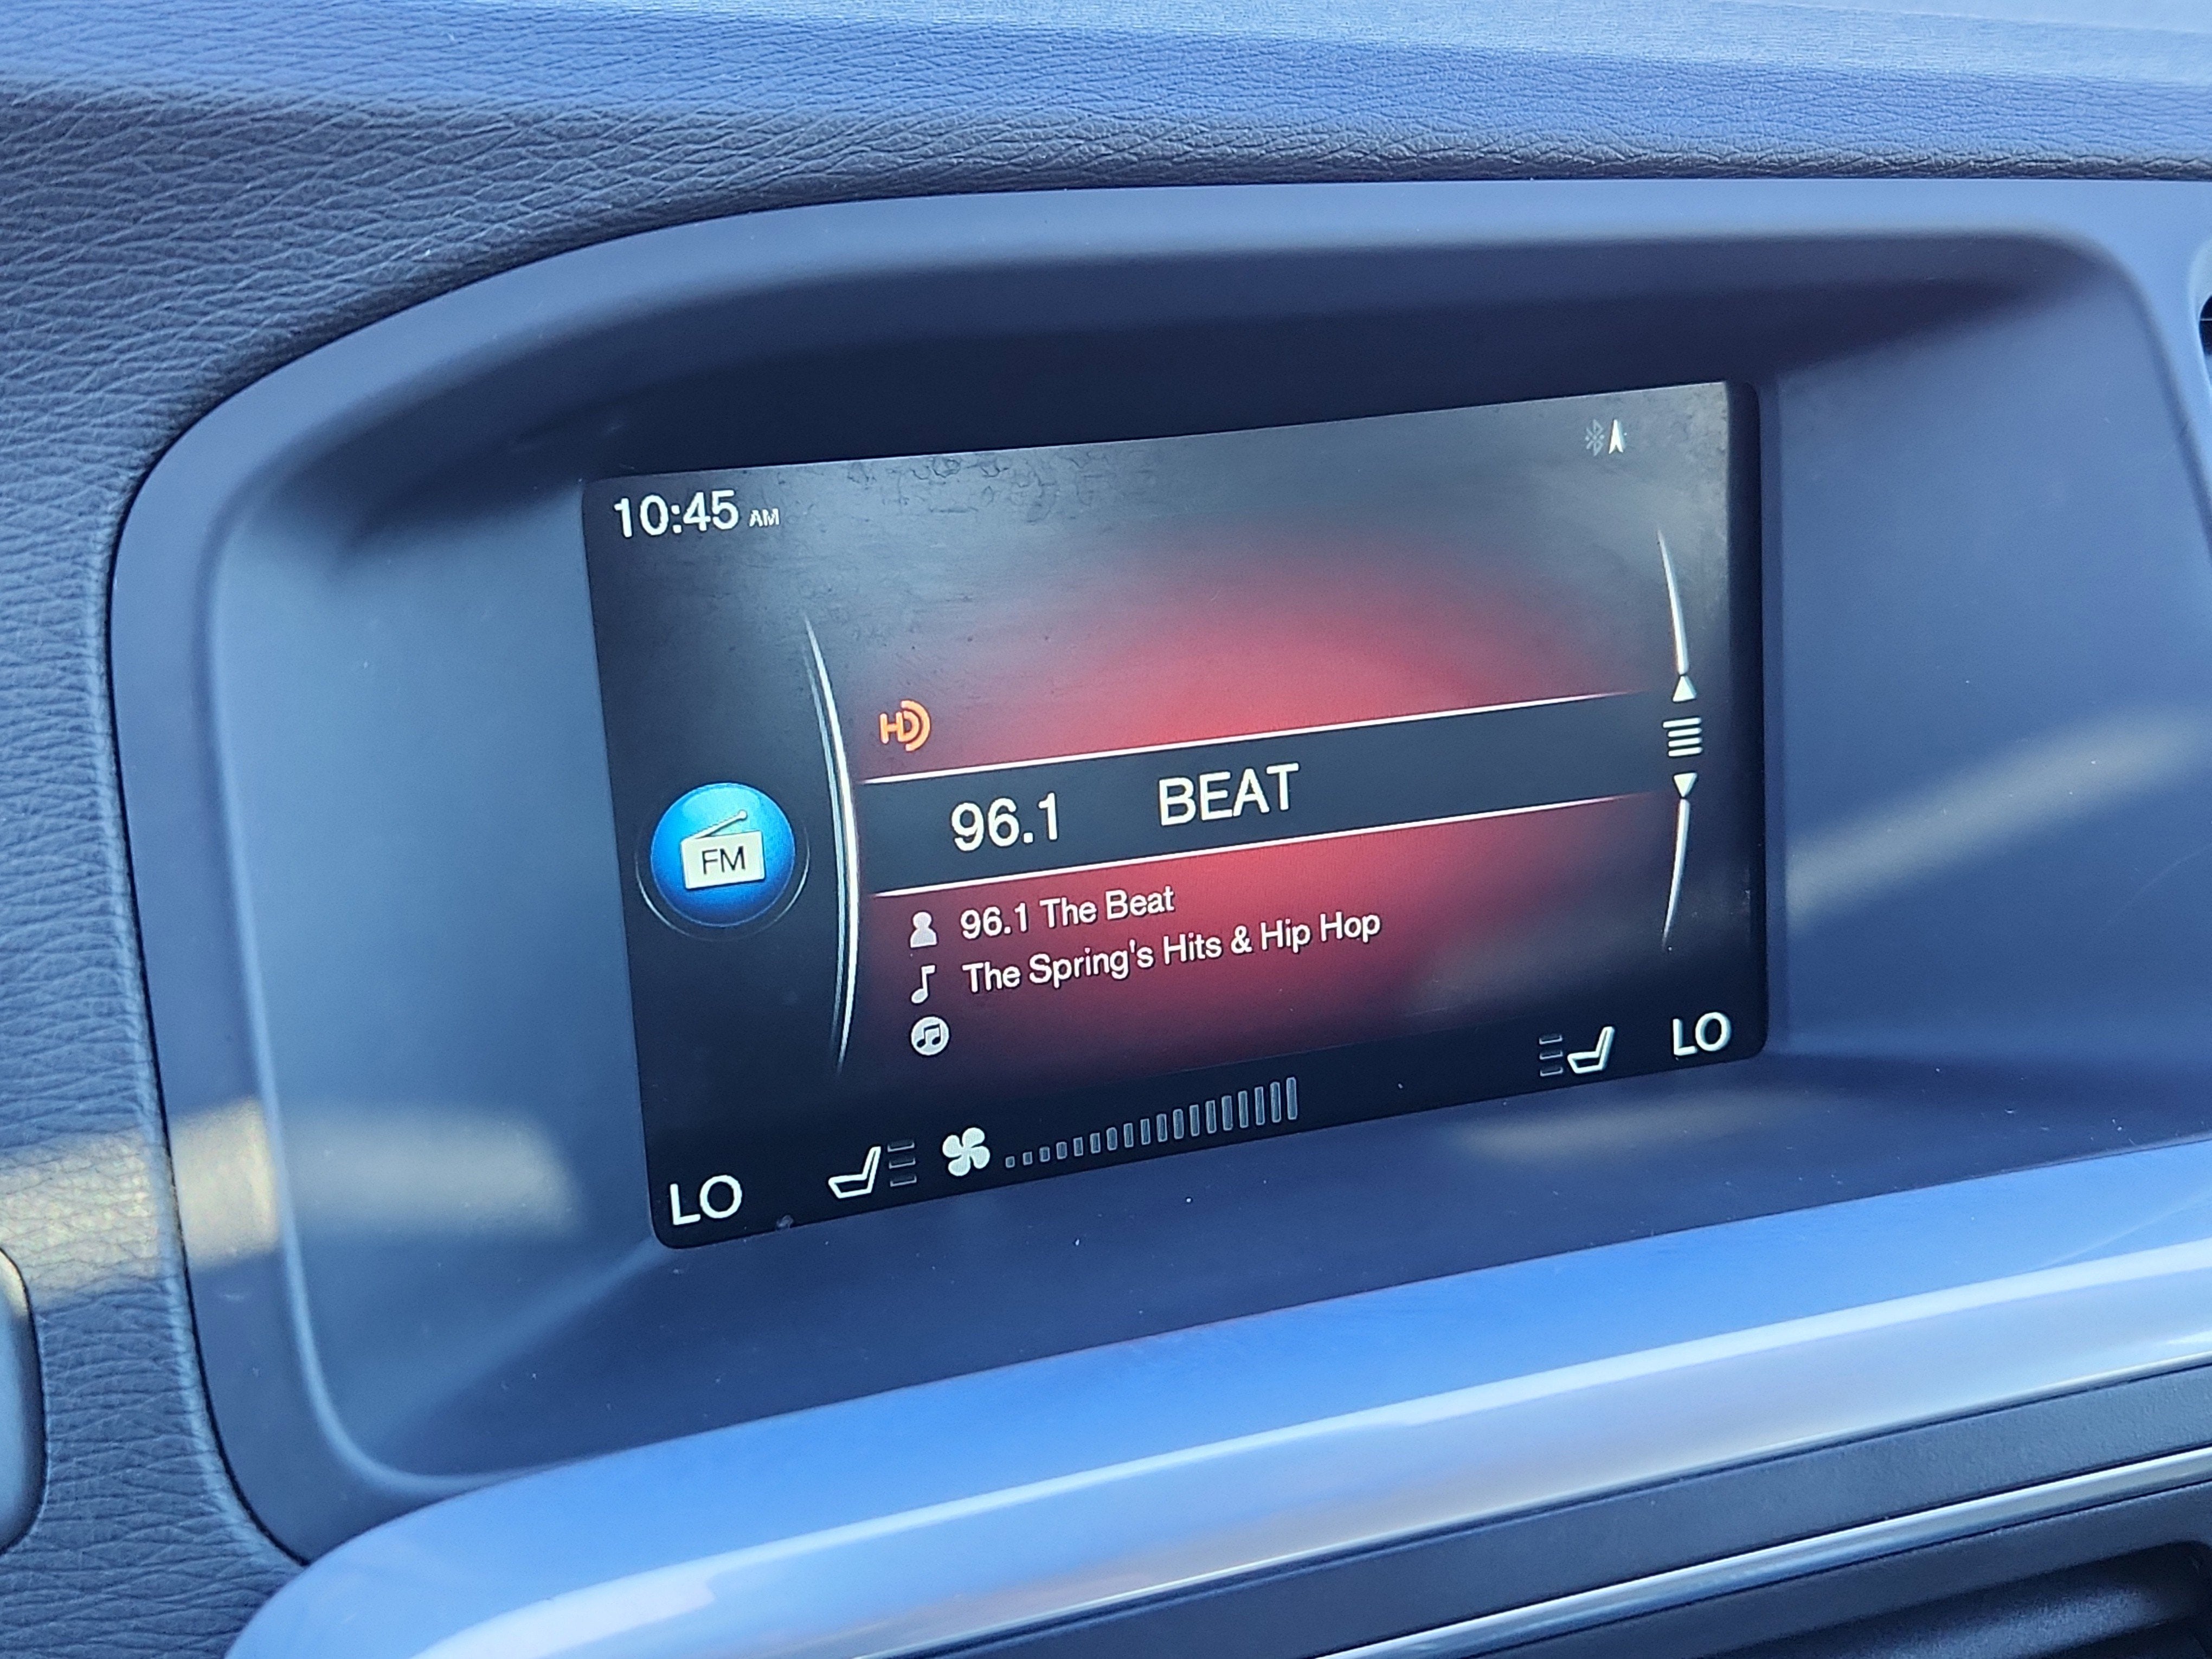 10:45 AM
HD
96.1 BEAT
FM
96.1 The Beat
The Spring's Hits & Hip Hop
LO
LO